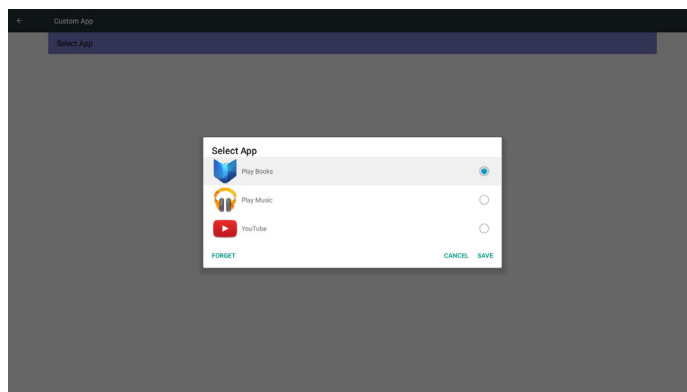 Custom App
Select App
Select App
Play Books
Play Music
YouTube
FORGET CANCEL SAVE